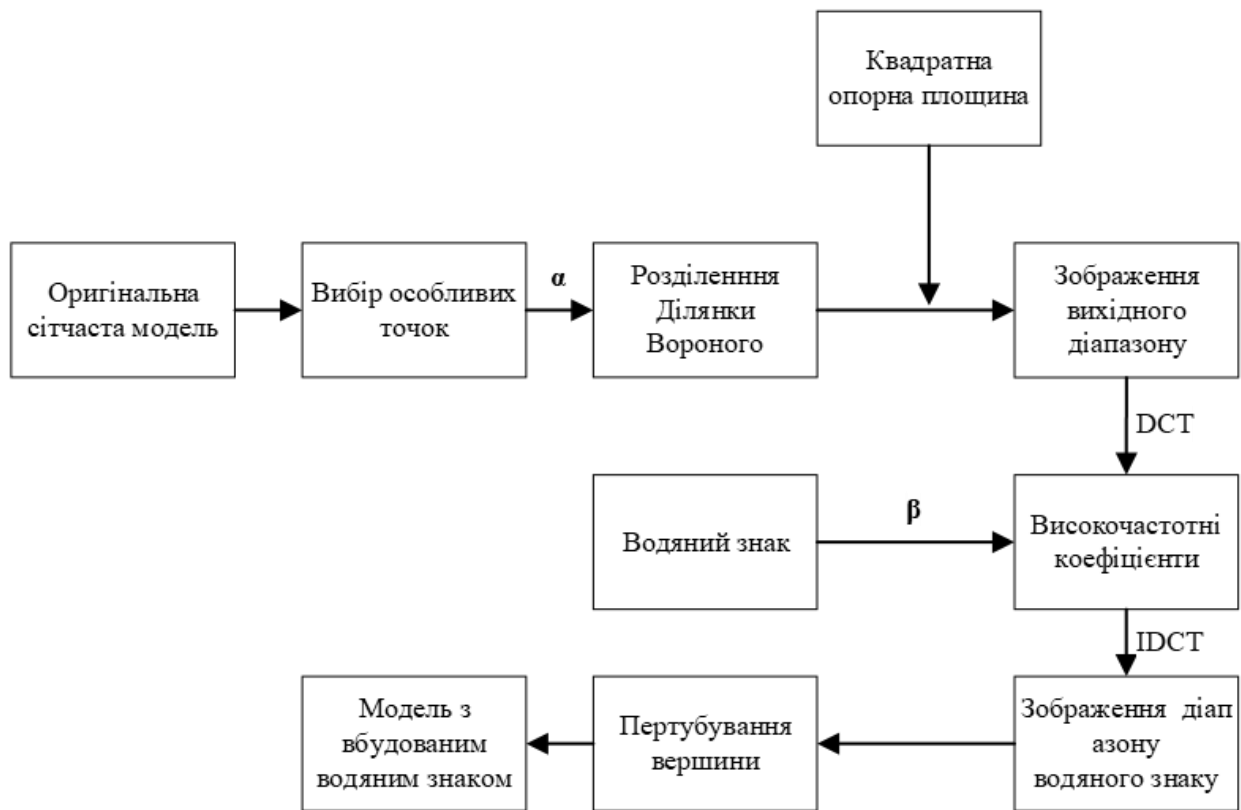 Квадратна
опорна площина
Оригінальна
сітчаста модель
Вибір особливих
точок
α
Розділенння
Ділянки
Вороного
Зображення
вихідного
діапазону
DCT
Водяний знак
β
Високочастотні
коефіцієнти
IDCT
Модель з
вбудованим
водяним знаком
Пертубування
вершини
Зображення діап
азону
водяного знаку